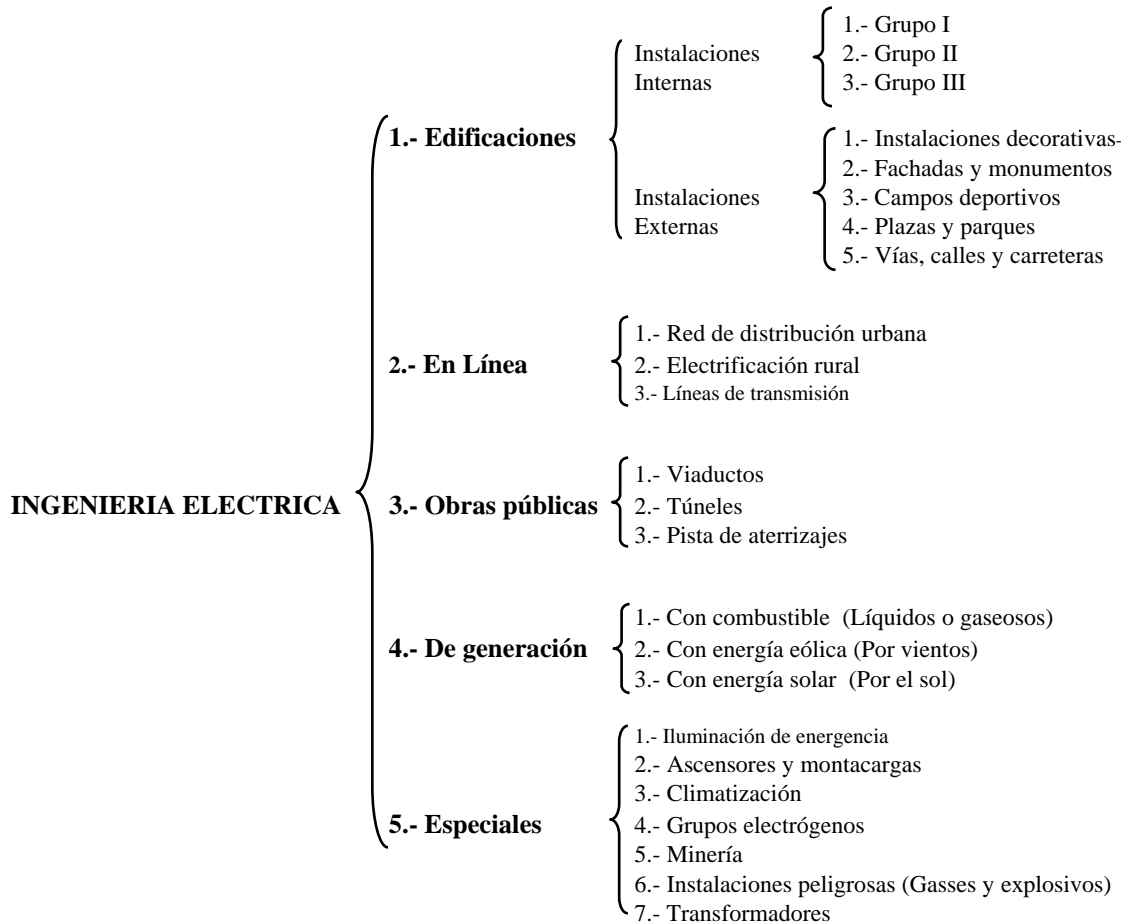 INGENIERIA ELECTRICA
1.- Edificaciones
Instalaciones
Internas
1.- Grupo I
2.- Grupo II
3.- Grupo III
Instalaciones
Externas
1.- Instalaciones decorativas-
2.- Fachadas y monumentos
3.- Campos deportivos
4.- Plazas y parques
5.- Vías, calles y carreteras
2.- En Línea
1.- Red de distribución urbana
2.- Electrificación rural
3.- Líneas de transmisión
3.- Obras públicas
1.- Viaductos
2.- Túneles
3.- Pista de aterrizajes
4.- De generación
1.- Con combustible (Líquidos o gaseosos)
2.- Con energía eólica (Por vientos)
3.- Con energía solar (Por el sol)
5.- Especiales
1.- Iluminación de energencia
2.- Ascensores y montacargas
3.- Climatización
4.- Grupos electrógenos
5.- Minería
6.- Instalaciones peligrosas (Gasses y explosivos)
7.- Transformadores